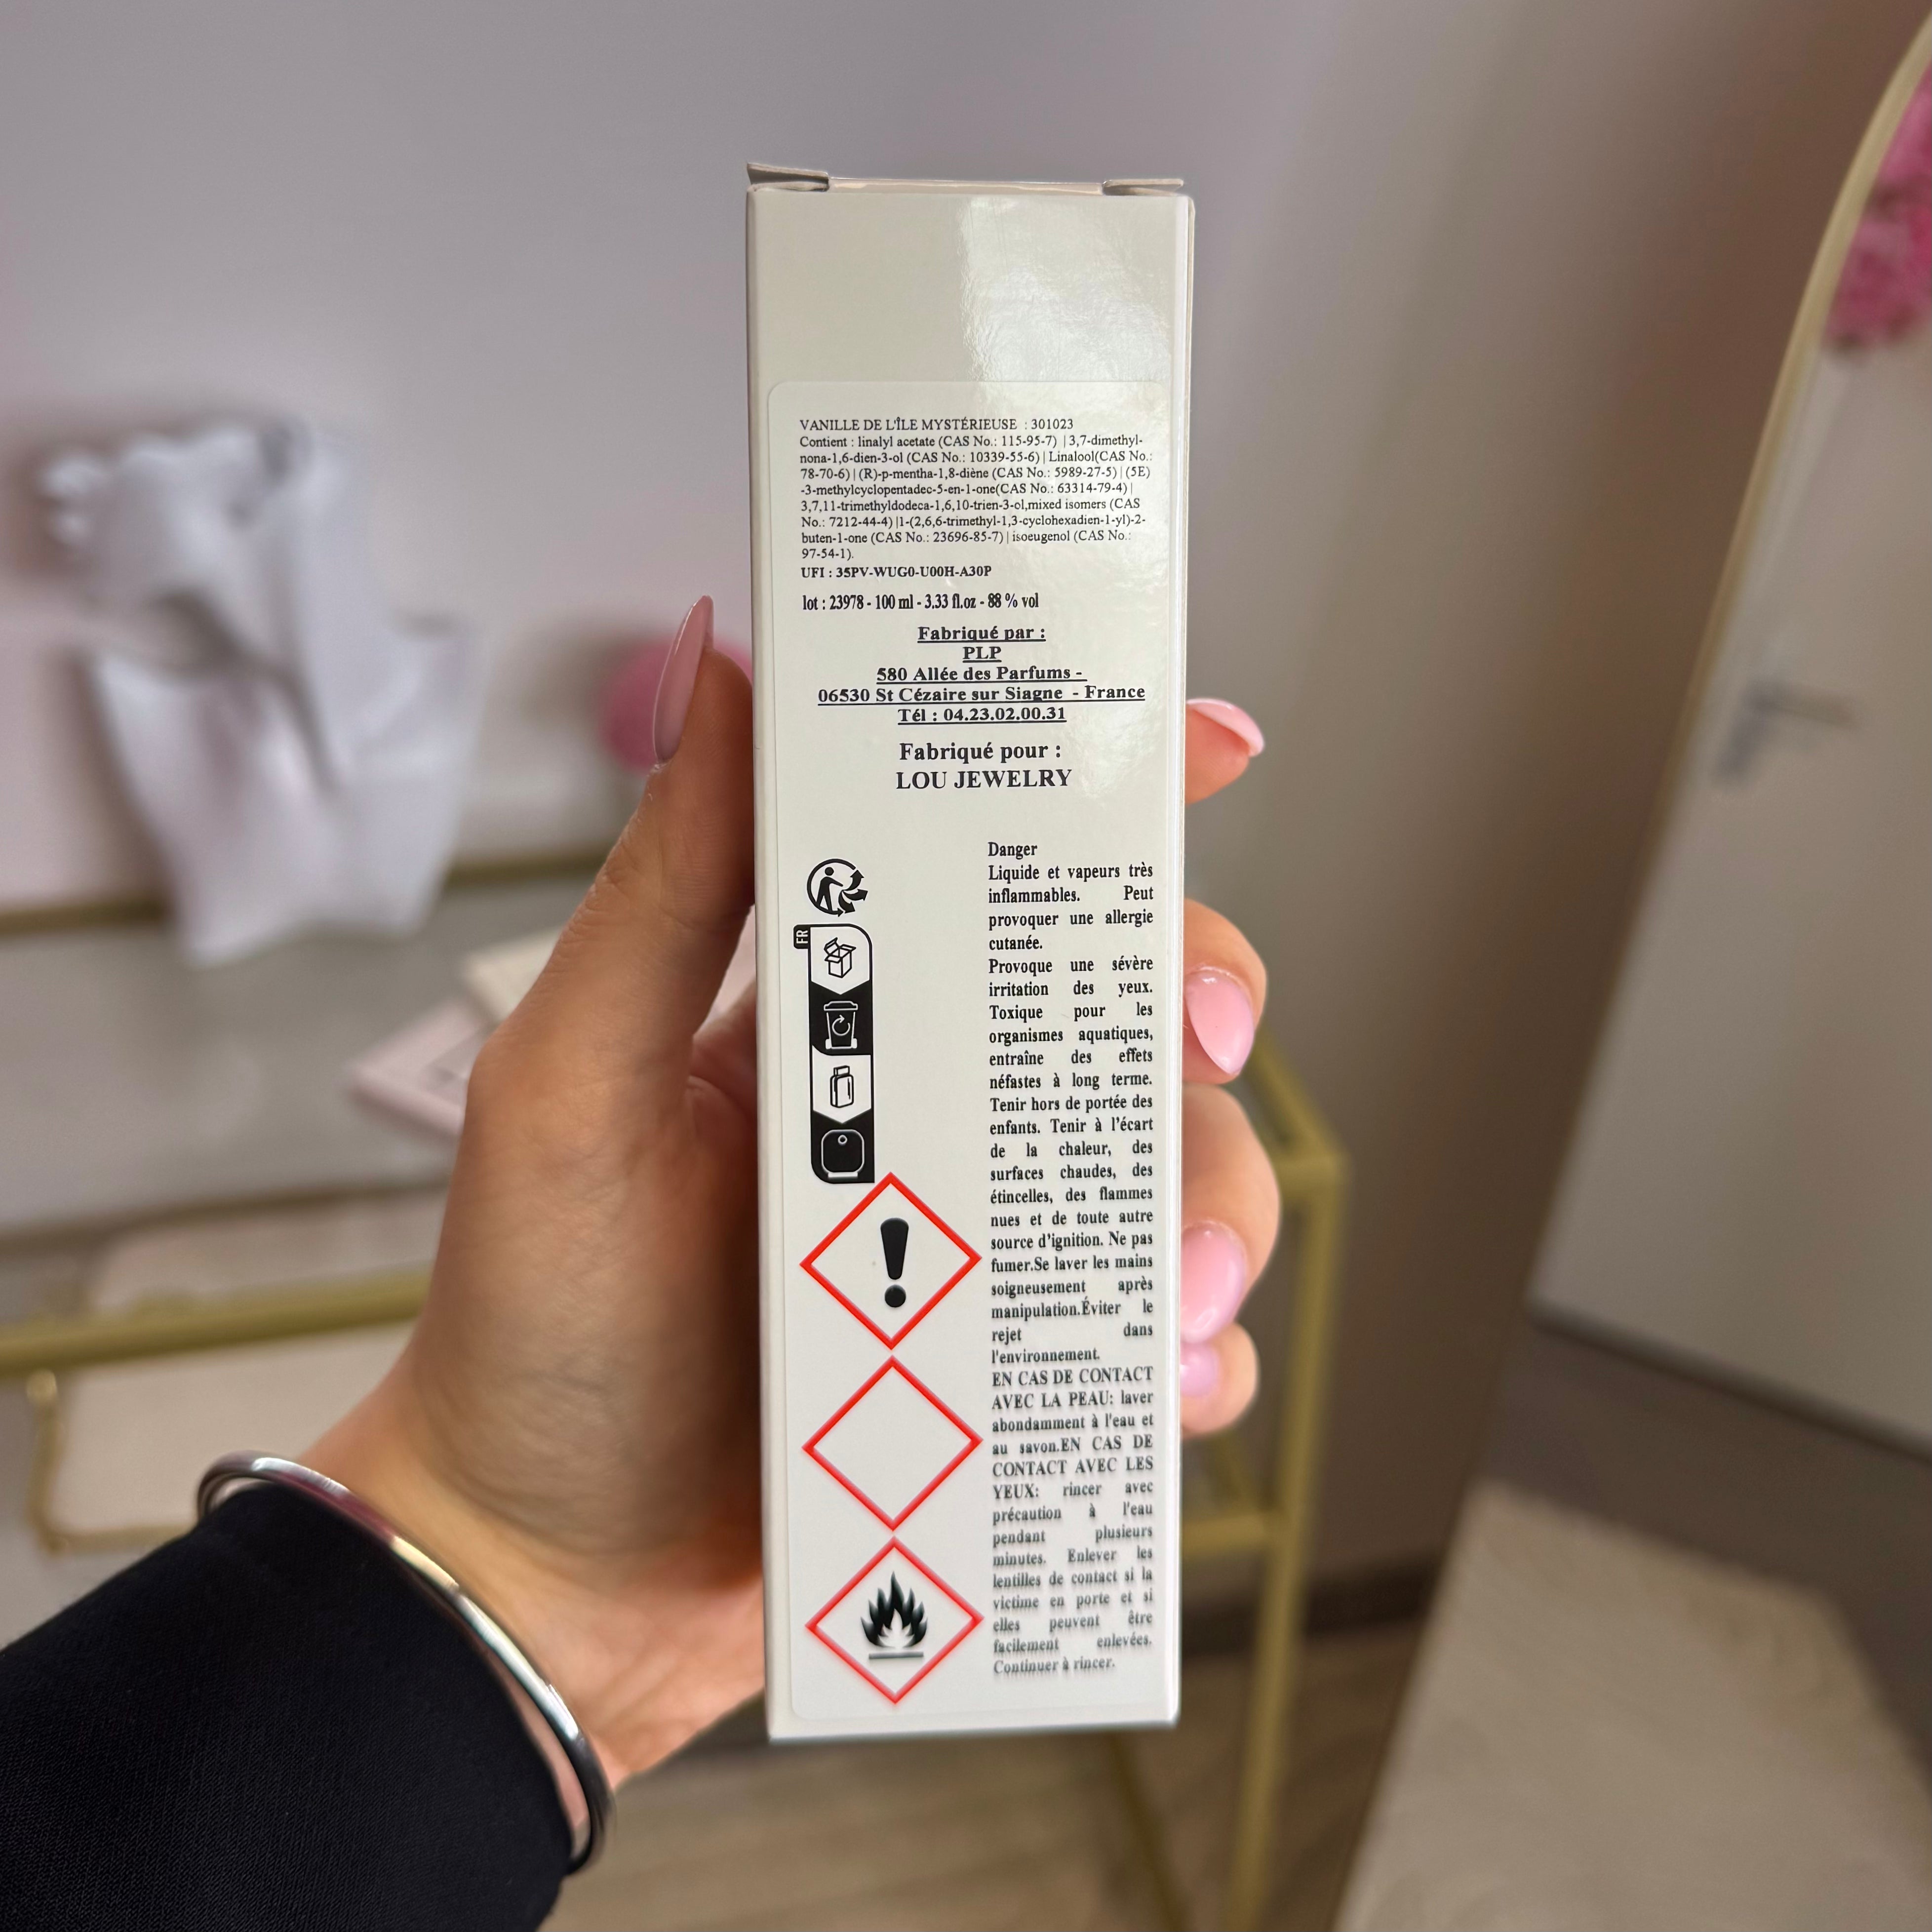 VANILLE DE L'ÎLE MYSTÉRIEUSE : 301023
Contient : linalyl acetate (CAS No.: 115-95-7) | 3,7-dimethyl-
nona-1,6-dien-3-ol (CAS No.: 10339-55-6) | Linalool(CAS No.:
78-70-6) | (R)-p-mentha-1,8-diène (CAS No.: 5989-27-5) | (5E)
-3-methylcyclopentadec-5-en-1-one(CAS No.: 63314-79-4) |
3,7,11-trimethyldodeca-1,6,10-trien-3-ol,mixed isomers (CAS
No.: 7212-44-4) |1-(2,6,6-trimethyl-1,3-cyclohexadien-1-yl)-2-
buten-1-one (CAS No.: 23696-85-7) | isoeugenol (CAS No.:
97-54-1).
UFI : 35PV-WUG0-U00H-A30P
lot : 23978 - 100 ml - 3.33 fl.oz - 88 % vol
Fabriqué par :
PLP
580 Allée des Parfums -
06530 St Cézaire sur Siagne - France
Tél : 04.23.02.00.31
Fabriqué pour :
LOU JEWELRY
FR
Danger
Liquide et vapeurs très
inflammables. Peut
provoquer une allergie
cutanée.
Provoque une sévère
irritation des yeux.
Toxique pour les
organismes aquatiques,
entraîne des effets
néfastes à long terme.
Tenir hors de portée des
enfants. Tenir à l'écart
de la chaleur, des
surfaces chaudes, des
étincelles, des flammes
nues et de toute autre
source d'ignition. Ne pas
fumer.Se laver les mains
soigneusement après
manipulation.Éviter le
rejet dans
l'environnement.
EN CAS DE CONTACT
AVEC LA PEAU: laver
abondamment à l'eau et
au savon.EN CAS DE
CONTACT AVEC LES
YEUX: rincer avec
précaution à l'eau
pendant plusieurs
minutes. Enlever les
lentilles de contact si la
victime en porte et si
elles peuvent être
facilement enlevées.
Continuer à rincer.